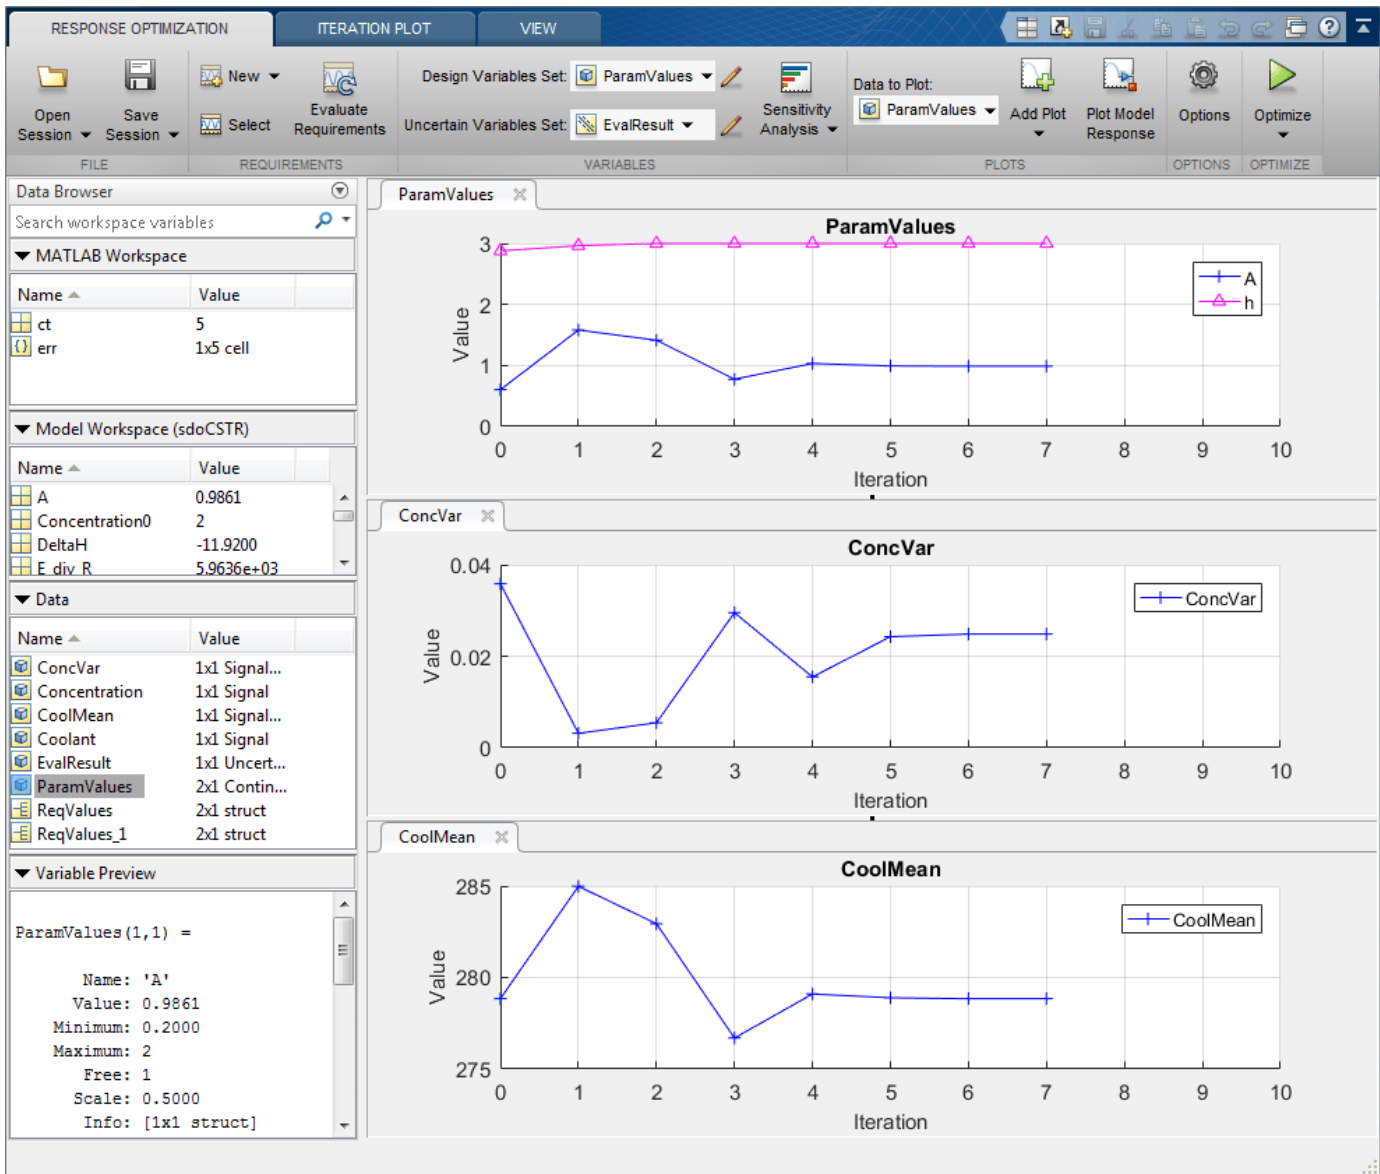 RESPONSE OPTIMIZATION ITERATION PLOT VIEW
Open Session
Save Session
New
Select
Evaluate Requirements
Design Variables Set: ParamValues
Uncertain Variables Set: EvalResult
Sensitivity Analysis
Data to Plot:
ParamValues
Add Plot
Plot Model Response
Options
Optimize
FILE REQUIREMENTS VARIABLES PLOTS OPTIONS OPTIMIZE
Data Browser
Search workspace variables
MATLAB Workspace
Name Value
ct 5
err 1x5 cell
Model Workspace (sdoCSTR)
Name Value
A 0.9861
Concentration0 2
DeltaH -11.9200
E_div_R 5.9636e+03
Data
Name Value
ConcVar 1x1 Signal...
Concentration 1x1 Signal
CoolMean 1x1 Signal...
Coolant 1x1 Signal
EvalResult 1x1 Uncert...
ParamValues 2x1 Contin...
ReqValues 2x1 struct
ReqValues_1 2x1 struct
Variable Preview
ParamValues(1,1) =
Name: 'A'
Value: 0.9861
Minimum: 0.2000
Maximum: 2
Free: 1
Scale: 0.5000
Info: [1x1 struct]
ParamValues
ParamValues
3
2
1
0
Value
A
h
0 1 2 3 4 5 6 7 8 9 10
Iteration
ConcVar
ConcVar
0.04
0.02
0
Value
ConcVar
0 1 2 3 4 5 6 7 8 9 10
Iteration
CoolMean
CoolMean
285
280
275
Value
CoolMean
0 1 2 3 4 5 6 7 8 9 10
Iteration